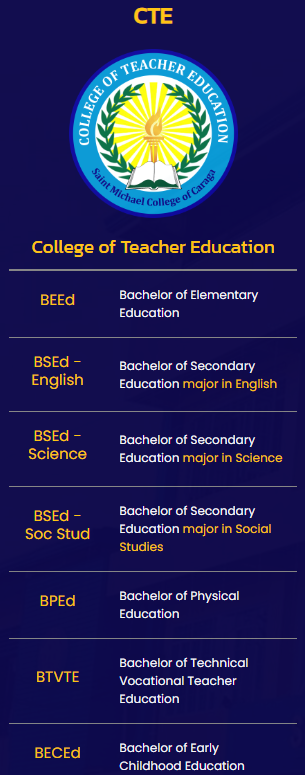 CTE
COLLEGE OF TEACHER EDUCATION
Saint Michael College of Caraga
College of Teacher Education
BEEd
Bachelor of Elementary
Education
BSEd -
English
Bachelor of Secondary
Education major in English
BSEd -
Science
Bachelor of Secondary
Education major in Science
BSEd -
Soc Stud
Bachelor of Secondary
Education major in Social
Studies
BPEd
Bachelor of Physical
Education
BTVTE
Bachelor of Technical
Vocational Teacher
Education
BECEd
Bachelor of Early
Childhood Education